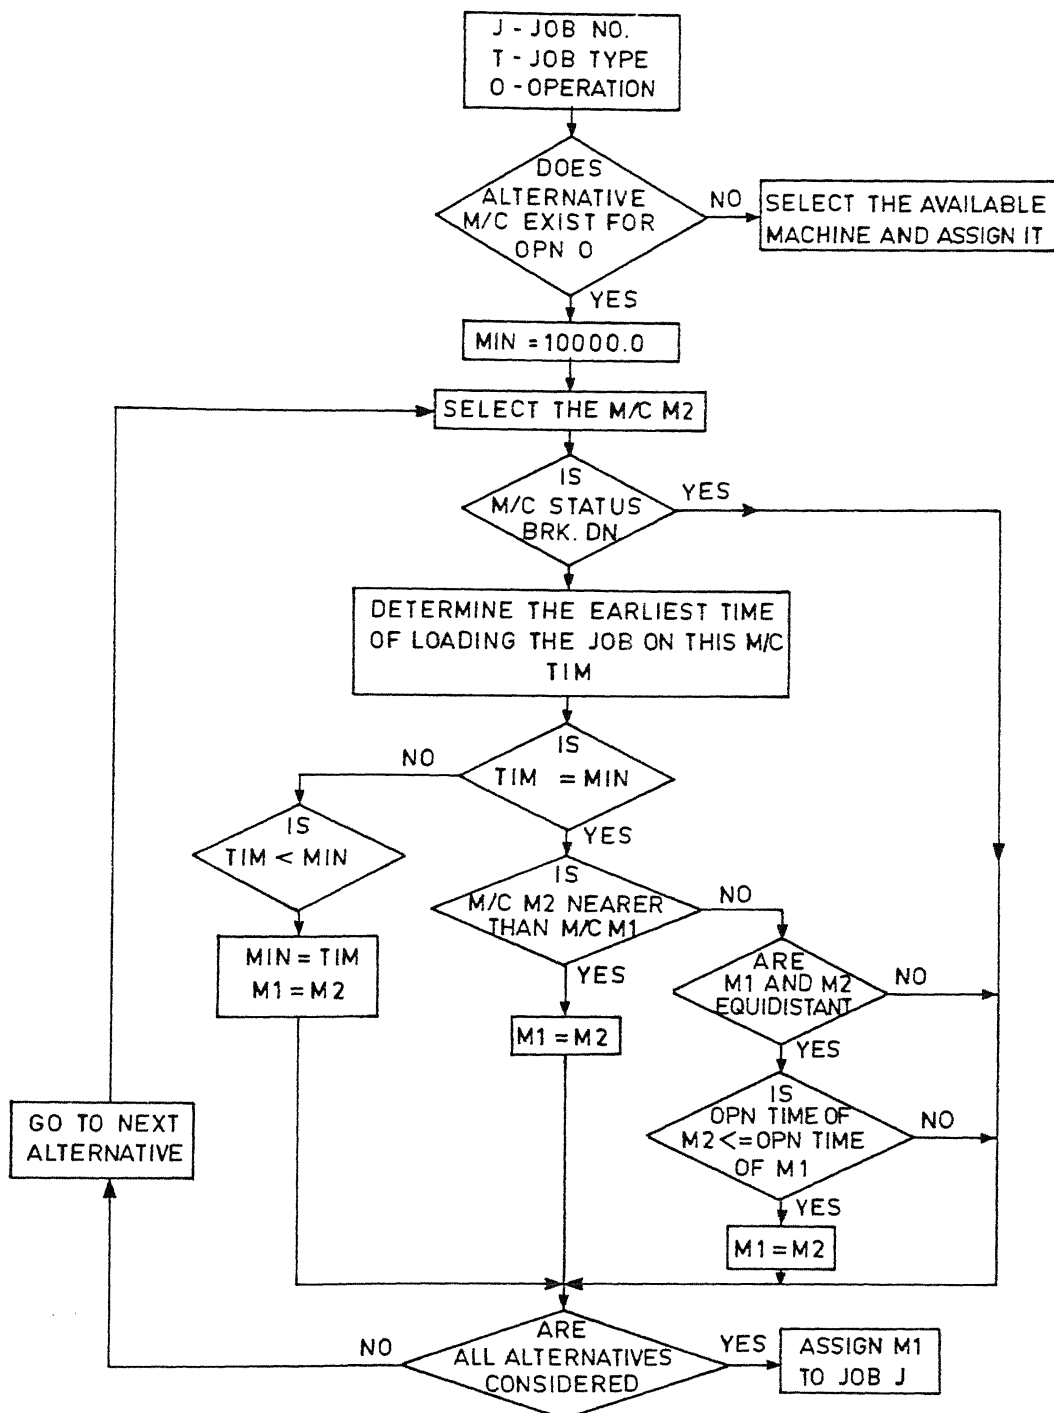 J - JOB NO.
T - JOB TYPE
O - OPERATION
DOES
ALTERNATIVE
M/C EXIST FOR
OPN O
NO
SELECT THE AVAILABLE
MACHINE AND ASSIGN IT
YES
MIN = 10000.0
SELECT THE M/C M2
IS
M/C STATUS
BRK. DN
YES
DETERMINE THE EARLIEST TIME
OF LOADING THE JOB ON THIS M/C
TIM
IS
TIM = MIN
NO
YES
IS
TIM < MIN
IS
M/C M2 NEARER
THAN M/C M1
NO
YES
MIN = TIM
M1 = M2
ARE
M1 AND M2
EQUIDISTANT
NO
YES
M1 = M2
IS
OPN TIME OF
M2 <= OPN TIME
OF M1
NO
YES
GO TO NEXT
ALTERNATIVE
M1 = M2
ARE
ALL ALTERNATIVES
CONSIDERED
NO
YES
ASSIGN M1
TO JOB J